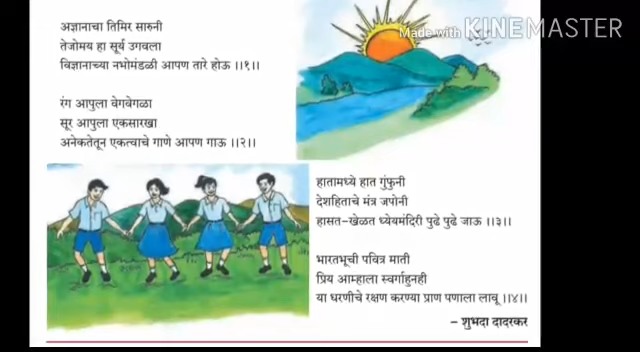 Made with KINEMASTER
अज्ञानाचा तिमिर सारुनी
तेजोमय हा सूर्य उगवला
विज्ञानाच्या नभोमंडळी आपण तारे होऊ ।।१।।
रंग आपुला वेगवेगळा
सूर आपुला एकसारखा
अनेकतेतून एकत्वाचे गाणे आपण गाऊ ।।२।।
हातामध्ये हात गुंफुनी
देशहिताचे मंत्र जपोनी
हासत-खेळत ध्येयमंदिरी पुढे पुढे जाऊ ।।३।।
भारतभूची पवित्र माती
प्रिय आम्हाला स्वर्गाहुनही
या धरणीचे रक्षण करण्या प्राण पणाला लावू ।।४।।
– शुभदा दादरकर